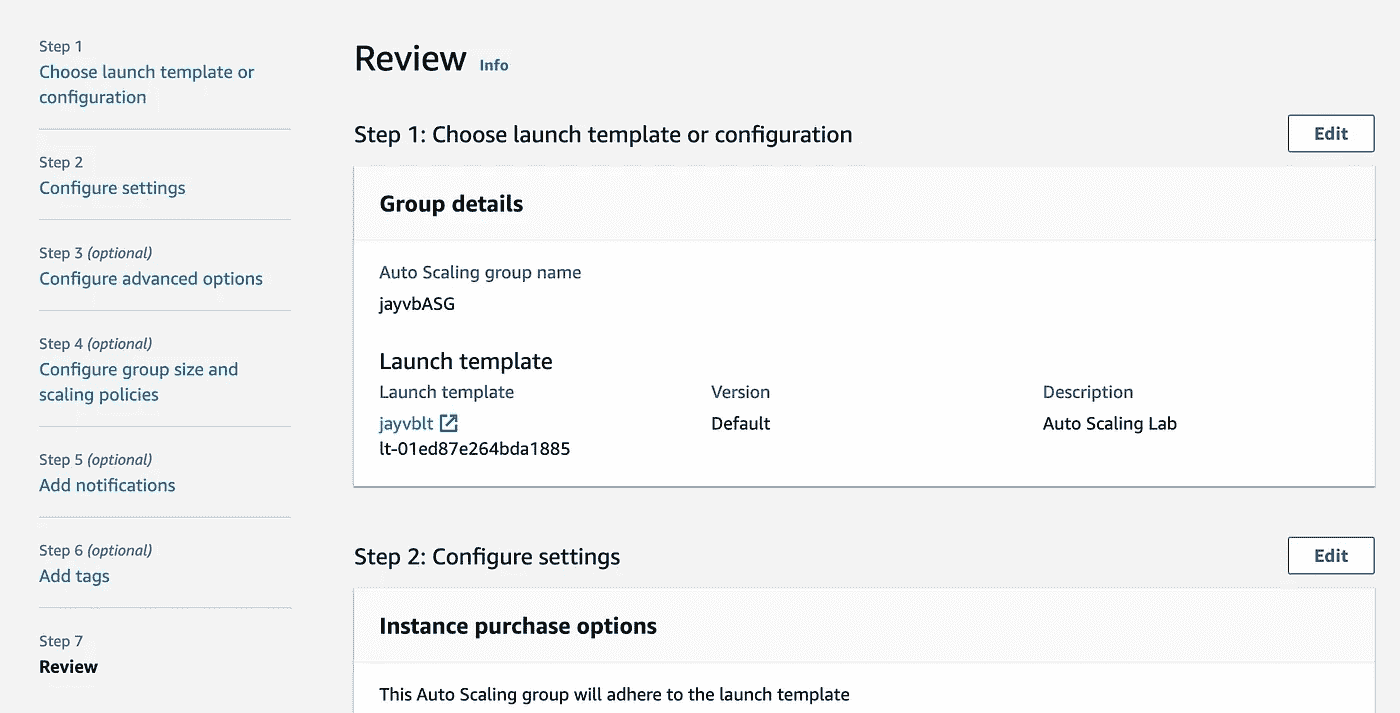 Step 1
Choose launch template or
configuration
Step 2
Configure settings
Step 3 (optional)
Configure advanced options
Step 4 (optional)
Configure group size and
scaling policies
Step 5 (optional)
Add notifications
Step 6 (optional)
Add tags
Step 7
Review
Review Info
Step 1: Choose launch template or configuration
Edit
Group details
Auto Scaling group name
jayvbASG
Launch template
Launch template Version Description
jayvblt Default Auto Scaling Lab
lt-01ed87e264bda1885
Step 2: Configure settings
Edit
Instance purchase options
This Auto Scaling group will adhere to the launch template